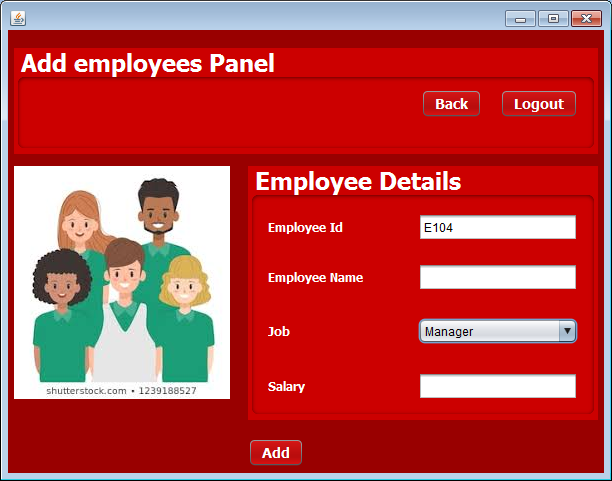 Add employees Panel
Back Logout
Employee Details
Employee Id E104
Employee Name
Job Manager
Salary
shutterstock.com • 1239188527
Add